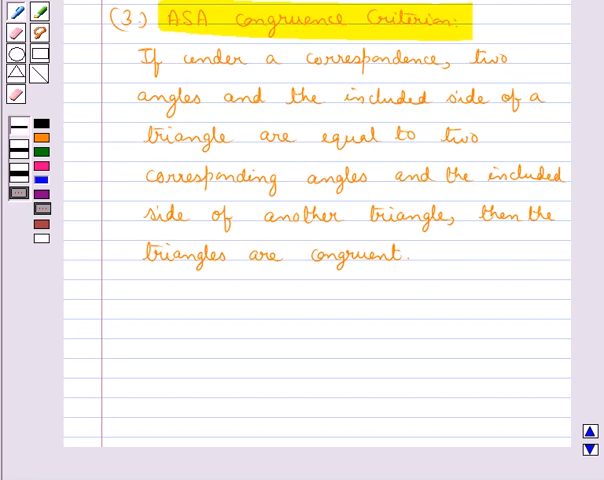 (3.) ASA Congruence Criterion:
If under a correspondence, two
angles and the included side of a
triangle are equal to two
corresponding angles and the included
side of another triangle, then the
triangles are congruent.